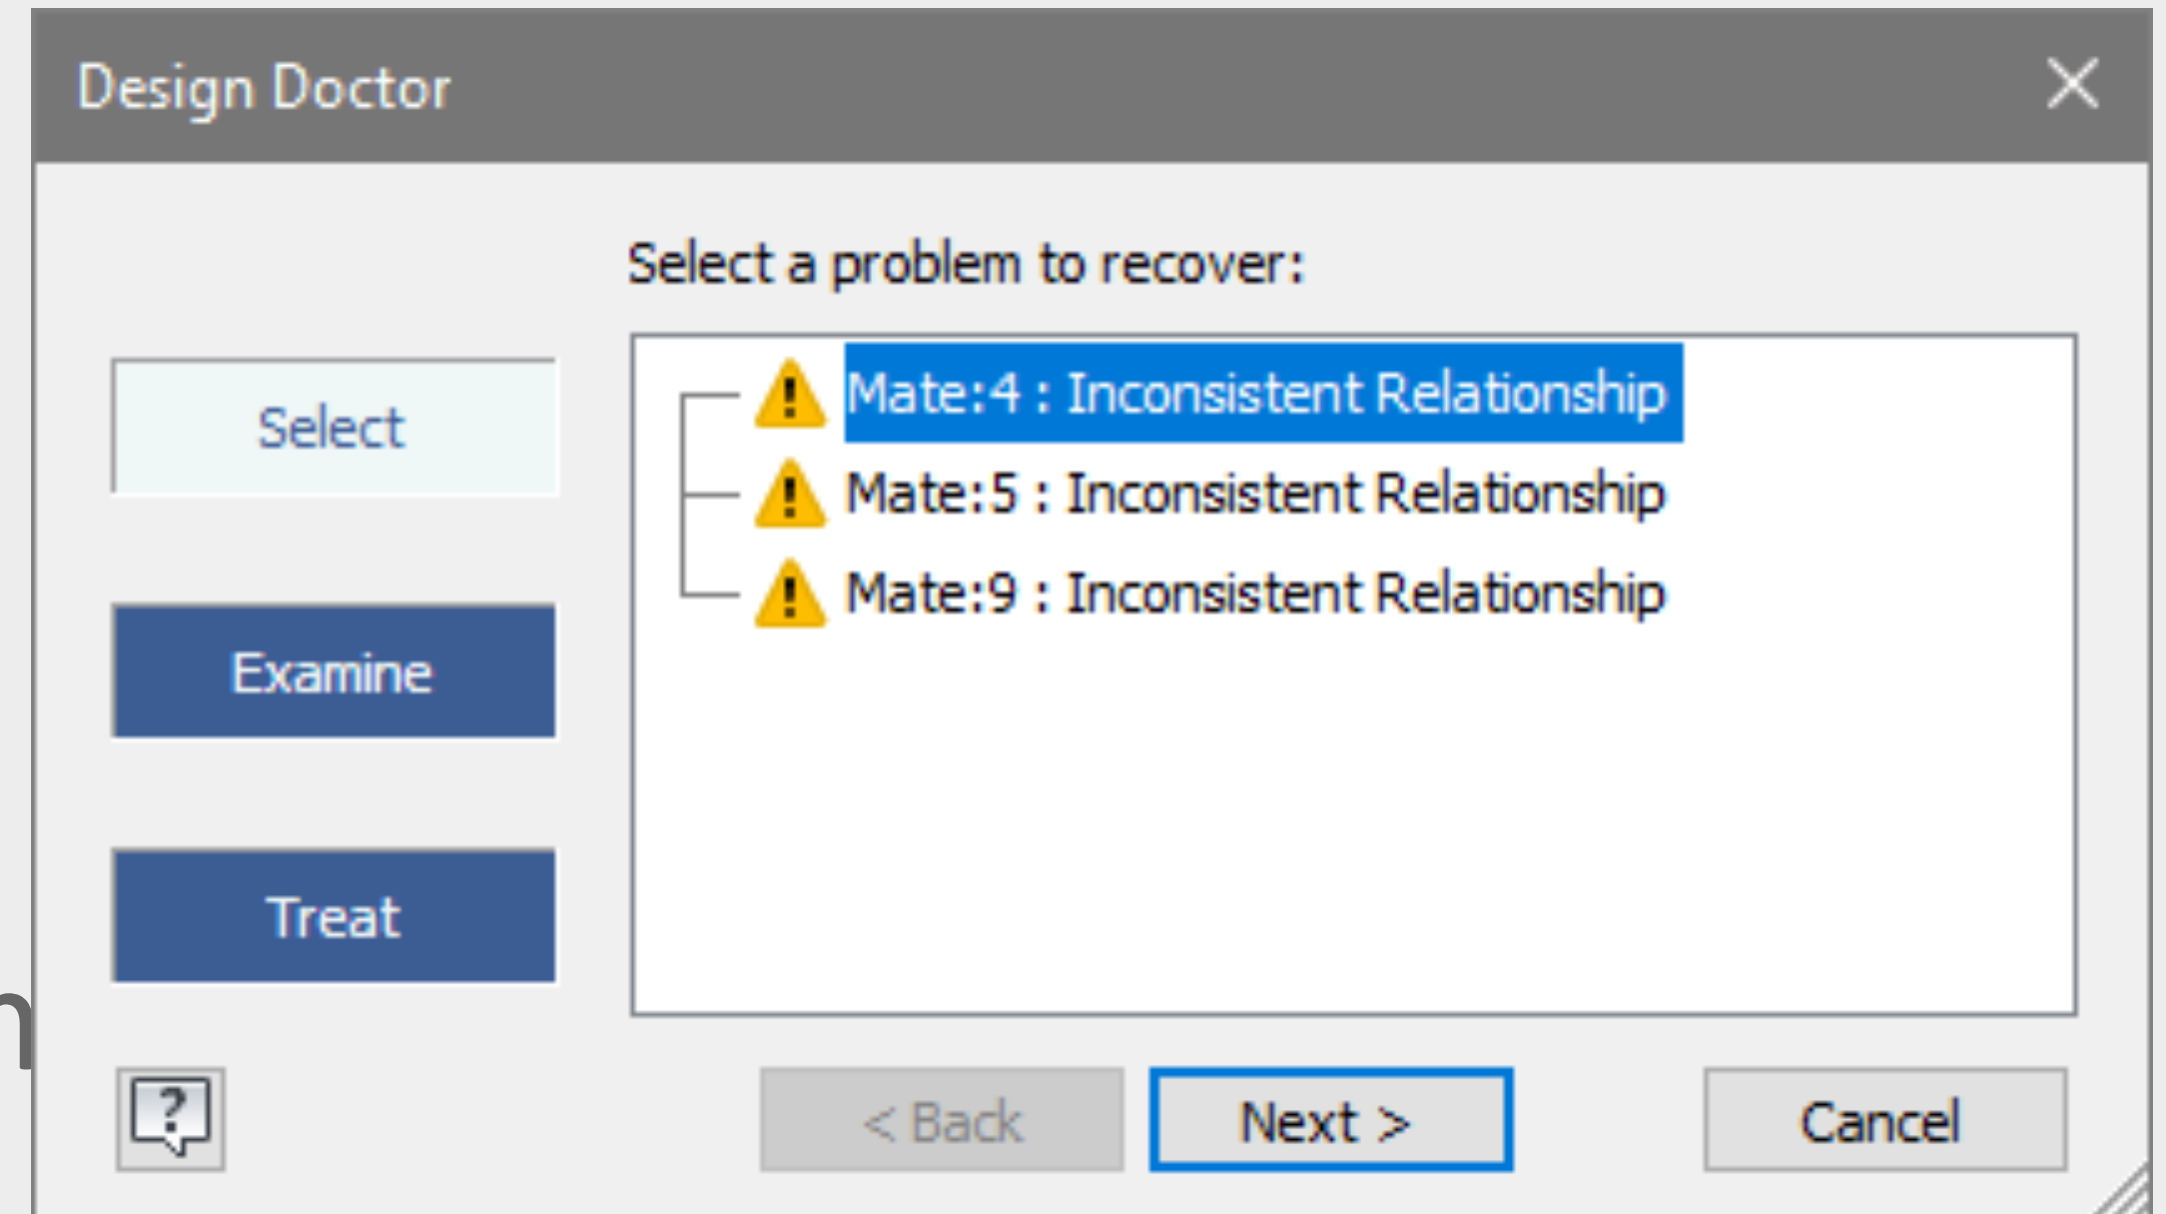 Design Doctor
Select a problem to recover:
Select
Mate:4 : Inconsistent Relationship
Mate:5 : Inconsistent Relationship
Mate:9 : Inconsistent Relationship
Examine
Treat
?
< Back
Next >
Cancel